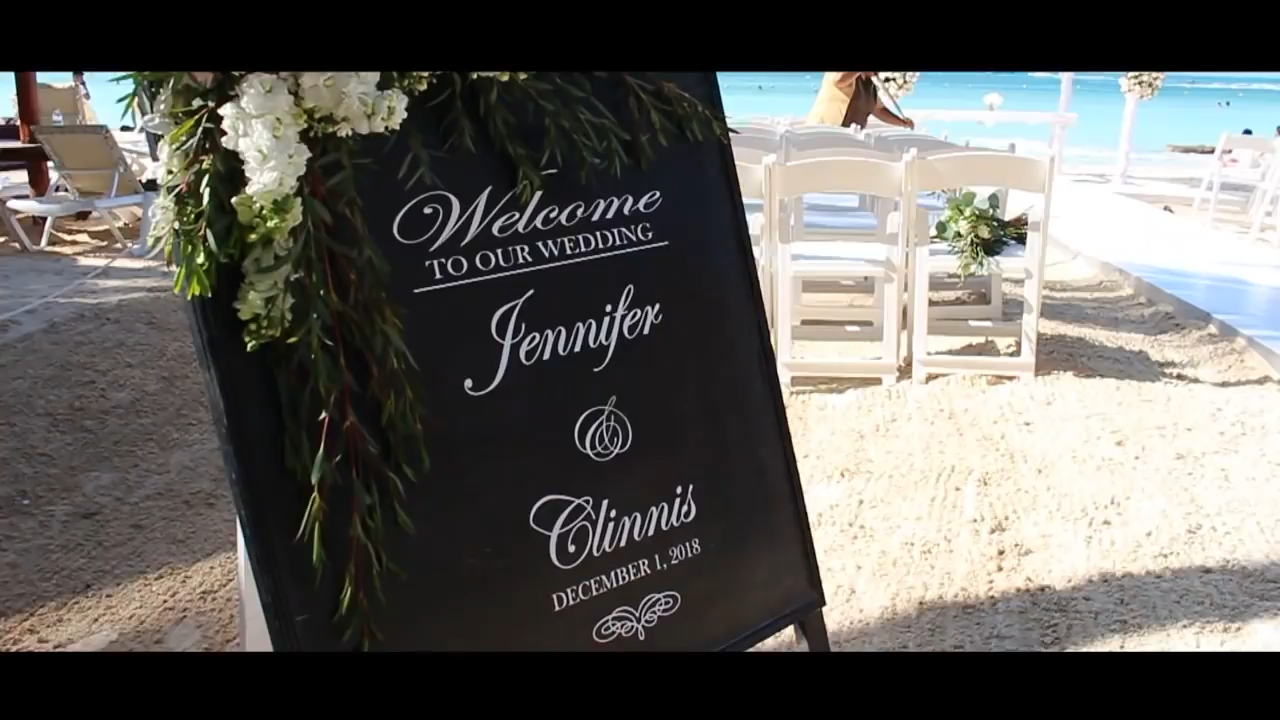 Welcome
TO OUR WEDDING
Jennifer
&
Clinnis
DECEMBER 1, 2018